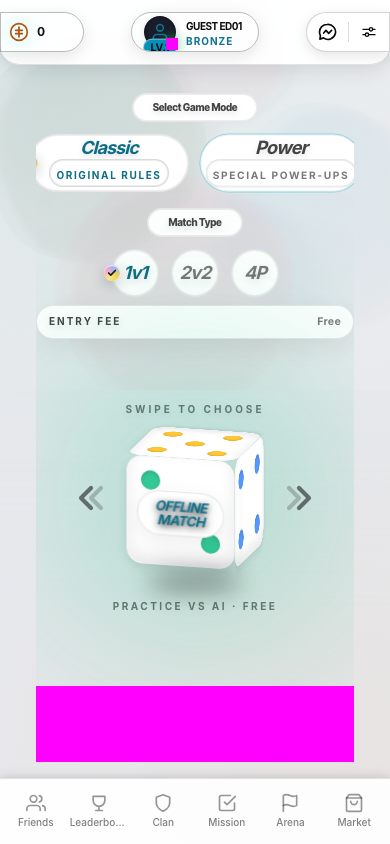 0
GUEST ED01
BRONZE
LV.
Select Game Mode
Classic
ORIGINAL RULES
Power
SPECIAL POWER-UPS
Match Type
1v1
2v2
4P
ENTRY FEE
Free
SWIPE TO CHOOSE
OFFLINE
MATCH
PRACTICE VS AI · FREE
Friends
Leaderbo...
Clan
Mission
Arena
Market